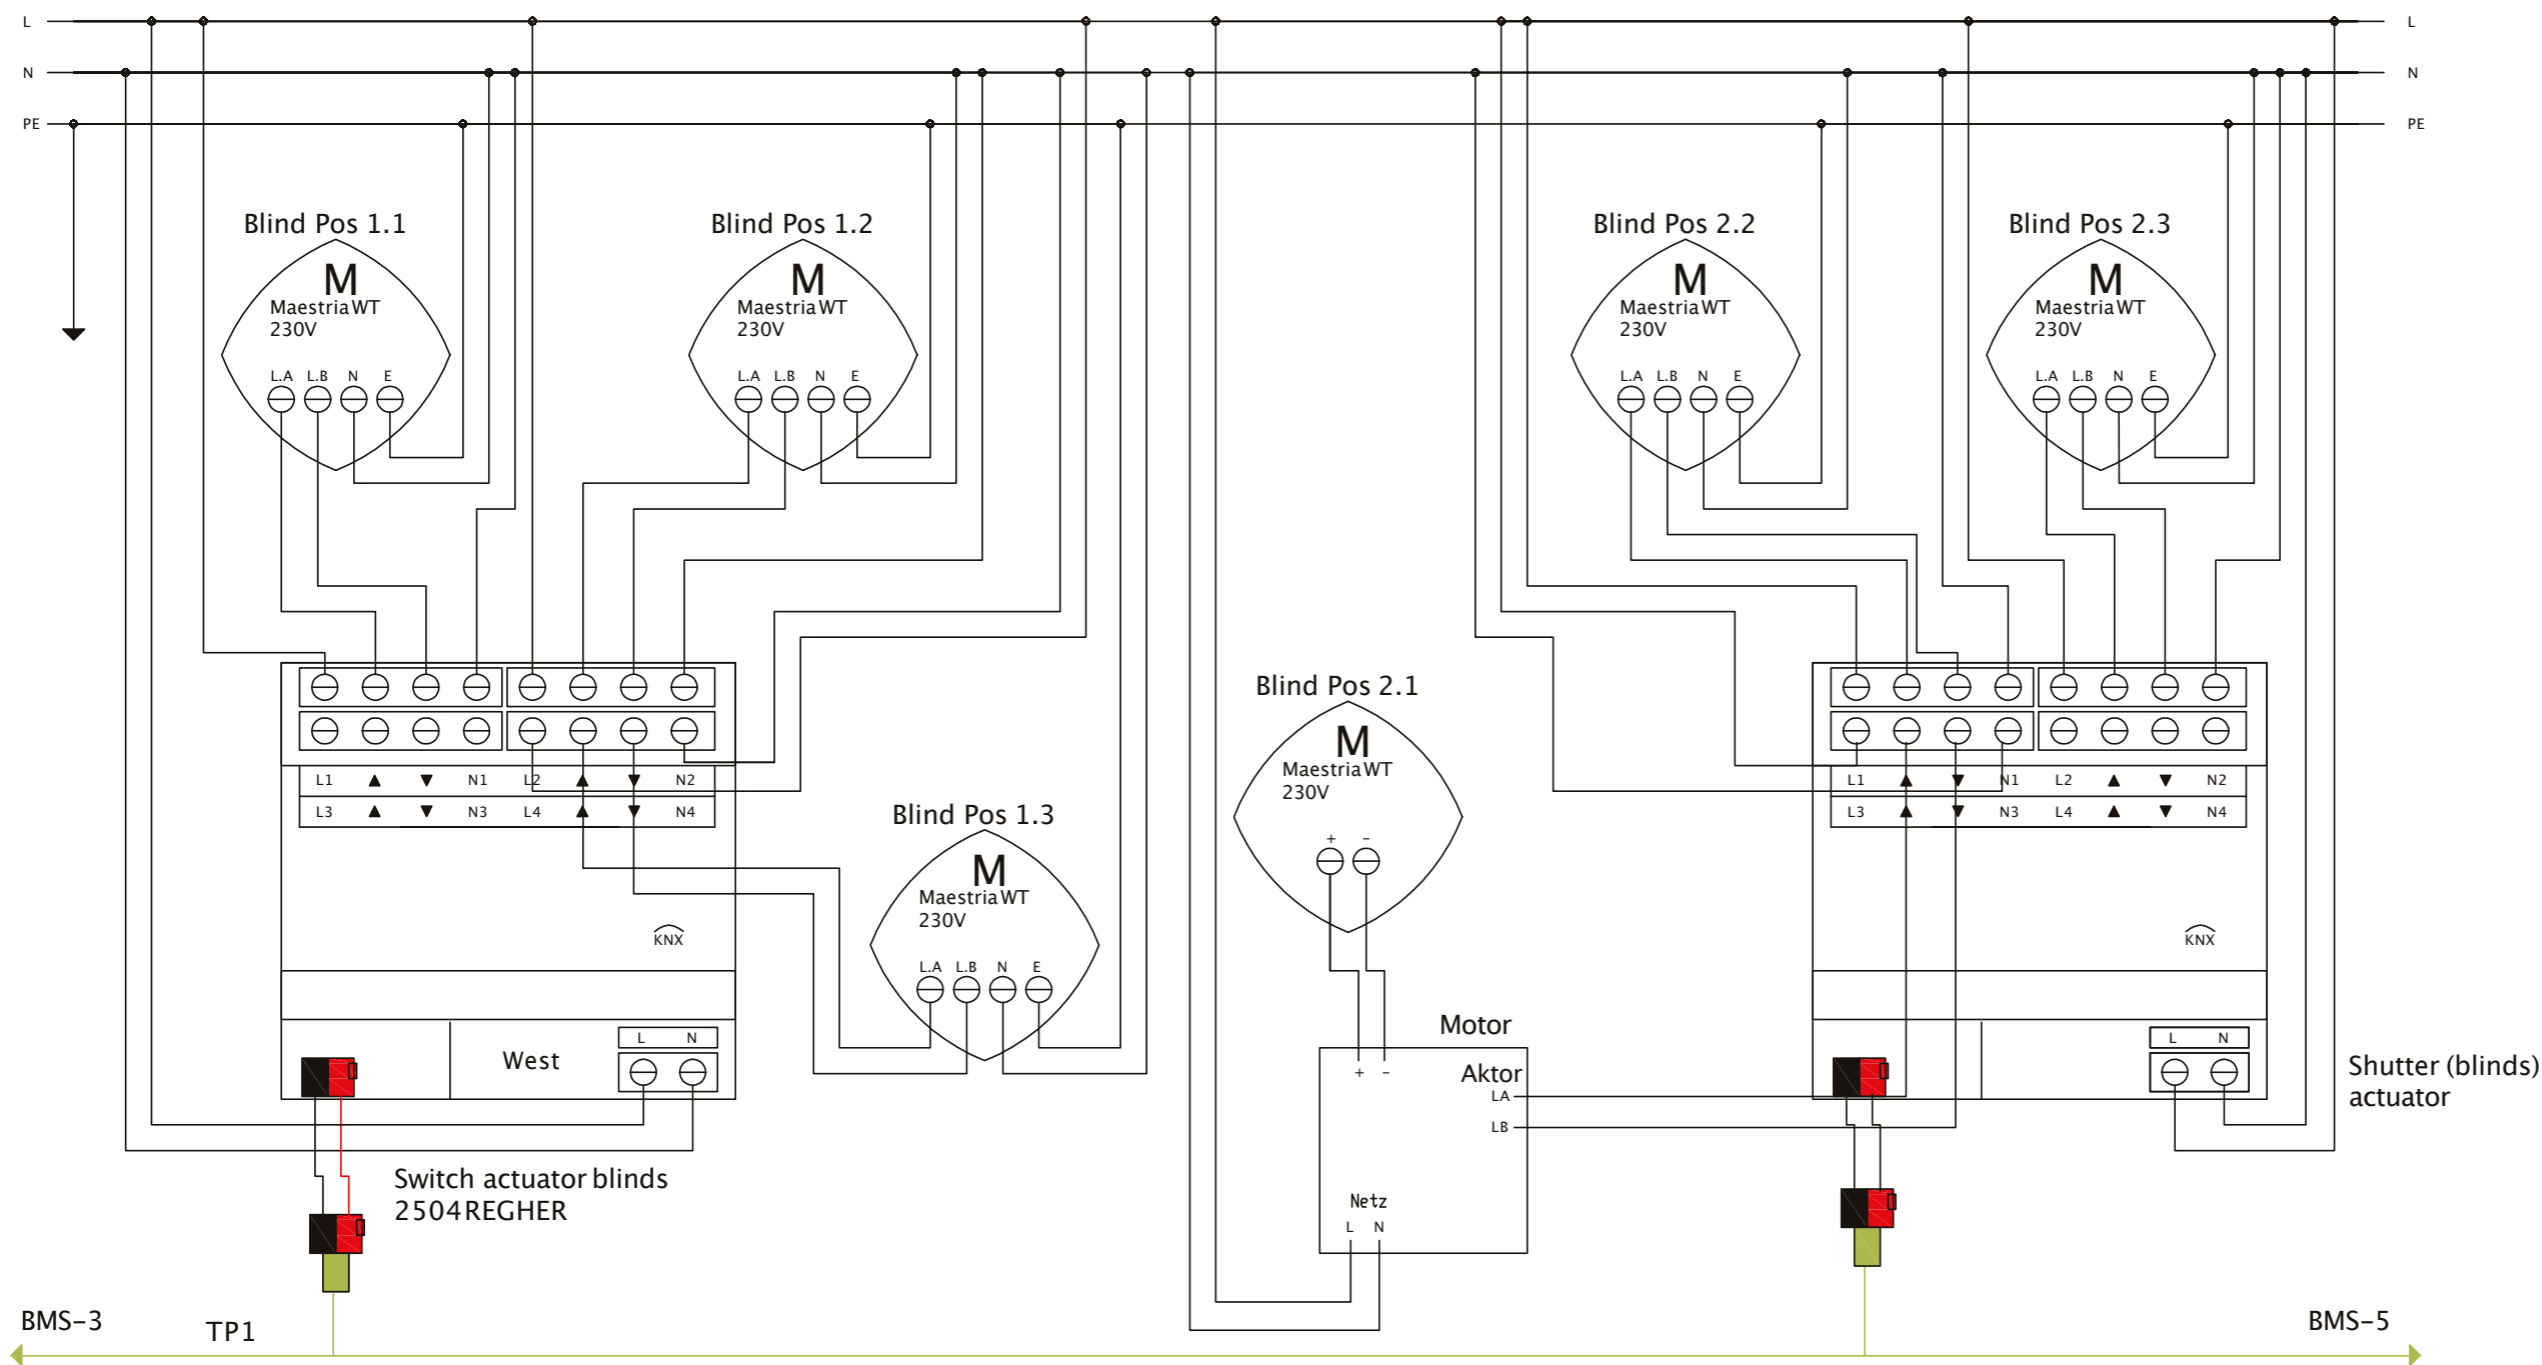 L L
N N
PE PE
Blind Pos 1.1 Blind Pos 1.2 Blind Pos 2.2 Blind Pos 2.3
M M M M
Maestria WT Maestria WT Maestria WT Maestria WT
230V 230V 230V 230V
L.A L.B N E L.A L.B N E L.A L.B N E L.A L.B N E
Blind Pos 2.1
M
Maestria WT
230V
+ -
L1 ▲ ▼ N1 L2 ▲ ▼ N2
L3 ▲ ▼ N3 L4 ▲ ▼ N4
KNX
L1 ▲ ▼ N1 L2 ▲ ▼ N2
L3 ▲ ▼ N3 L4 ▲ ▼ N4
KNX
Blind Pos 1.3
M
Maestria WT
230V
L.A L.B N E
West
L N
Motor
+ -
Aktor
LA
LB
Netz
L N
L N
Shutter (blinds)
actuator
Switch actuator blinds
2504 REGHER
BMS-3
TP1
BMS-5